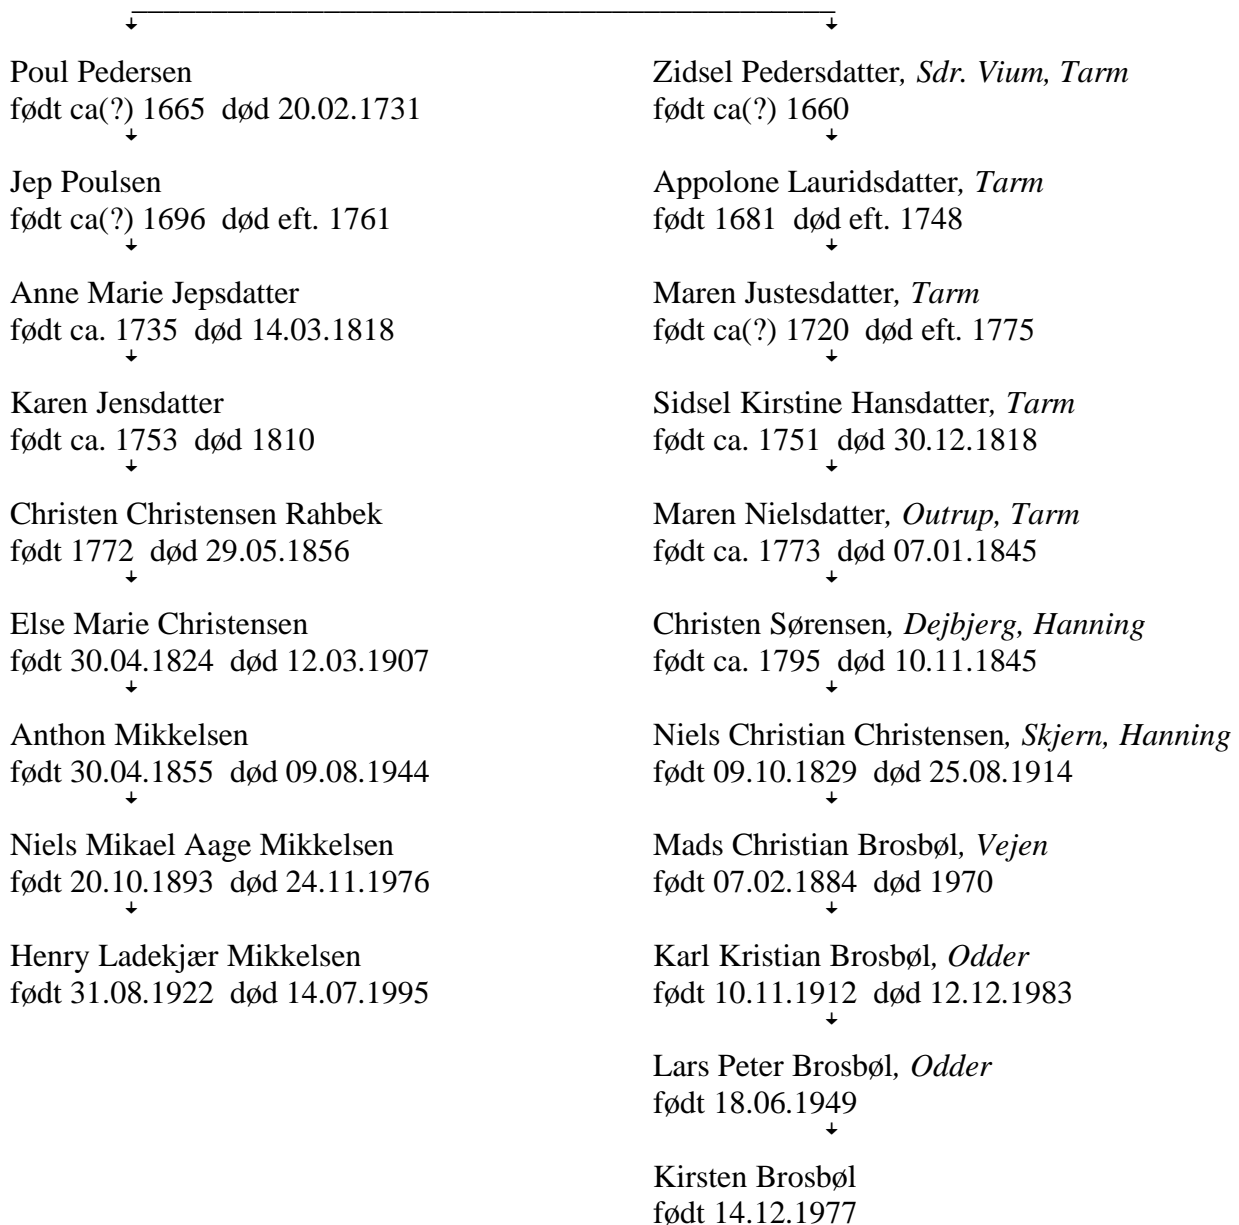 Poul Pedersen
født ca(?) 1665  død 20.02.1731
Jep Poulsen
født ca(?) 1696  død eft. 1761
Anne Marie Jepsdatter
født ca. 1735  død 14.03.1818
Karen Jensdatter
født ca. 1753  død 1810
Christen Christensen Rahbek
født 1772  død 29.05.1856
Else Marie Christensen
født 30.04.1824  død 12.03.1907
Anthon Mikkelsen
født 30.04.1855  død 09.08.1944
Niels Mikael Aage Mikkelsen
født 20.10.1893  død 24.11.1976
Henry Ladekjær Mikkelsen
født 31.08.1922  død 14.07.1995
Zidsel Pedersdatter, Sdr. Vium, Tarm
født ca(?) 1660
Appolone Lauridsdatter, Tarm
født 1681  død eft. 1748
Maren Justesdatter, Tarm
født ca(?) 1720  død eft. 1775
Sidsel Kirstine Hansdatter, Tarm
født ca. 1751  død 30.12.1818
Maren Nielsdatter, Outrup, Tarm
født ca. 1773  død 07.01.1845
Christen Sørensen, Dejbjerg, Hanning
født ca. 1795  død 10.11.1845
Niels Christian Christensen, Skjern, Hanning
født 09.10.1829  død 25.08.1914
Mads Christian Brosbøl, Vejen
født 07.02.1884  død 1970
Karl Kristian Brosbøl, Odder
født 10.11.1912  død 12.12.1983
Lars Peter Brosbøl, Odder
født 18.06.1949
Kirsten Brosbøl
født 14.12.1977